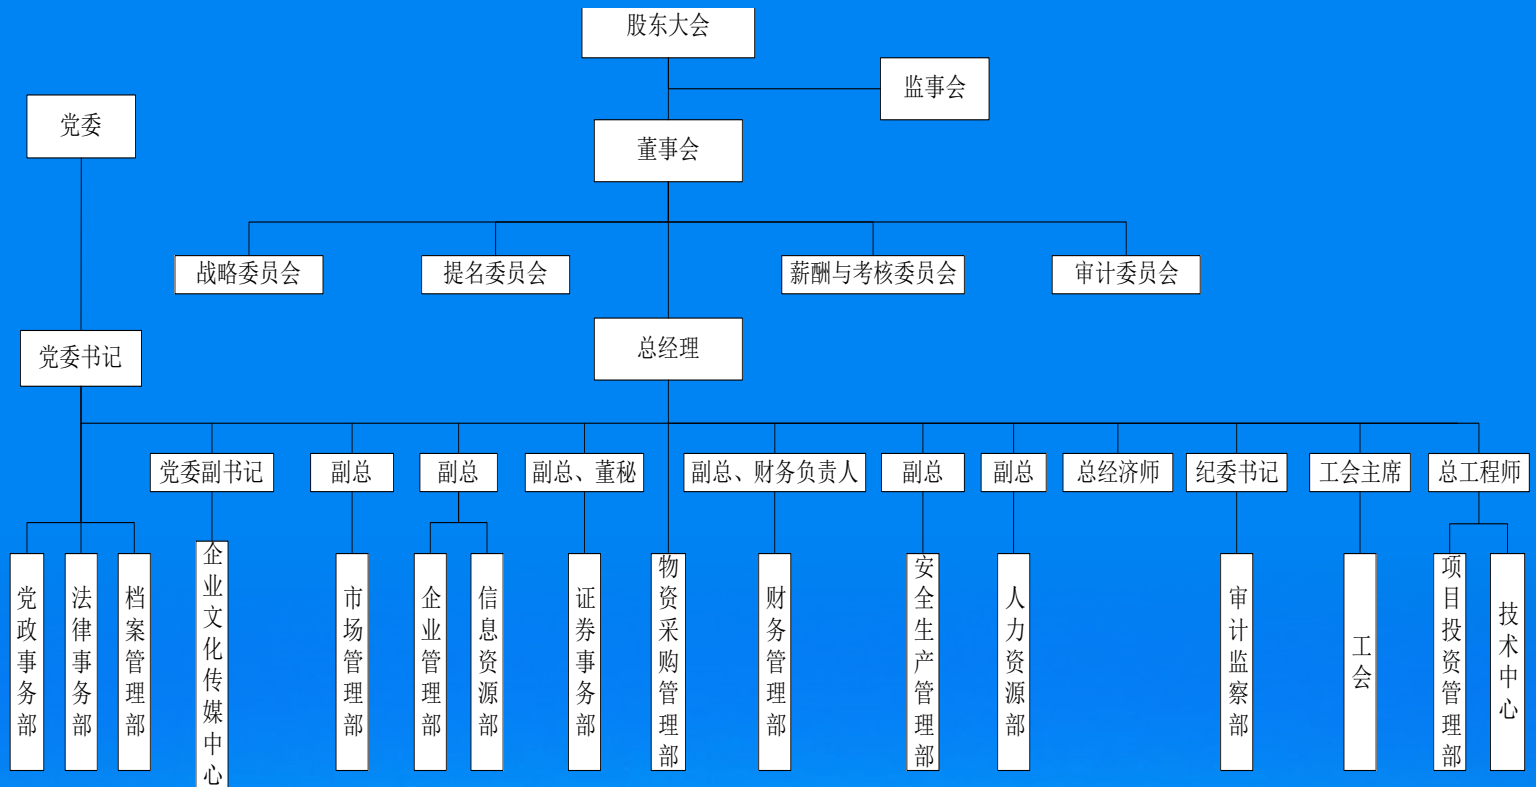 股东大会
监事会
党委
董事会
战略委员会
提名委员会
薪酬与考核委员会
审计委员会
党委书记
总经理
党委副书记
副总
副总
副总、董秘
副总、财务负责人
副总
副总
总经济师
纪委书记
工会主席
总工程师
党政事务部
法律事务部
档案管理部
企业文化传媒中心
市场管理部
企业管理部
信息资源部
证券事务部
物资采购管理部
财务管理部
安全生产管理部
人力资源部
审计监察部
工会
项目投资管理部
技术中心